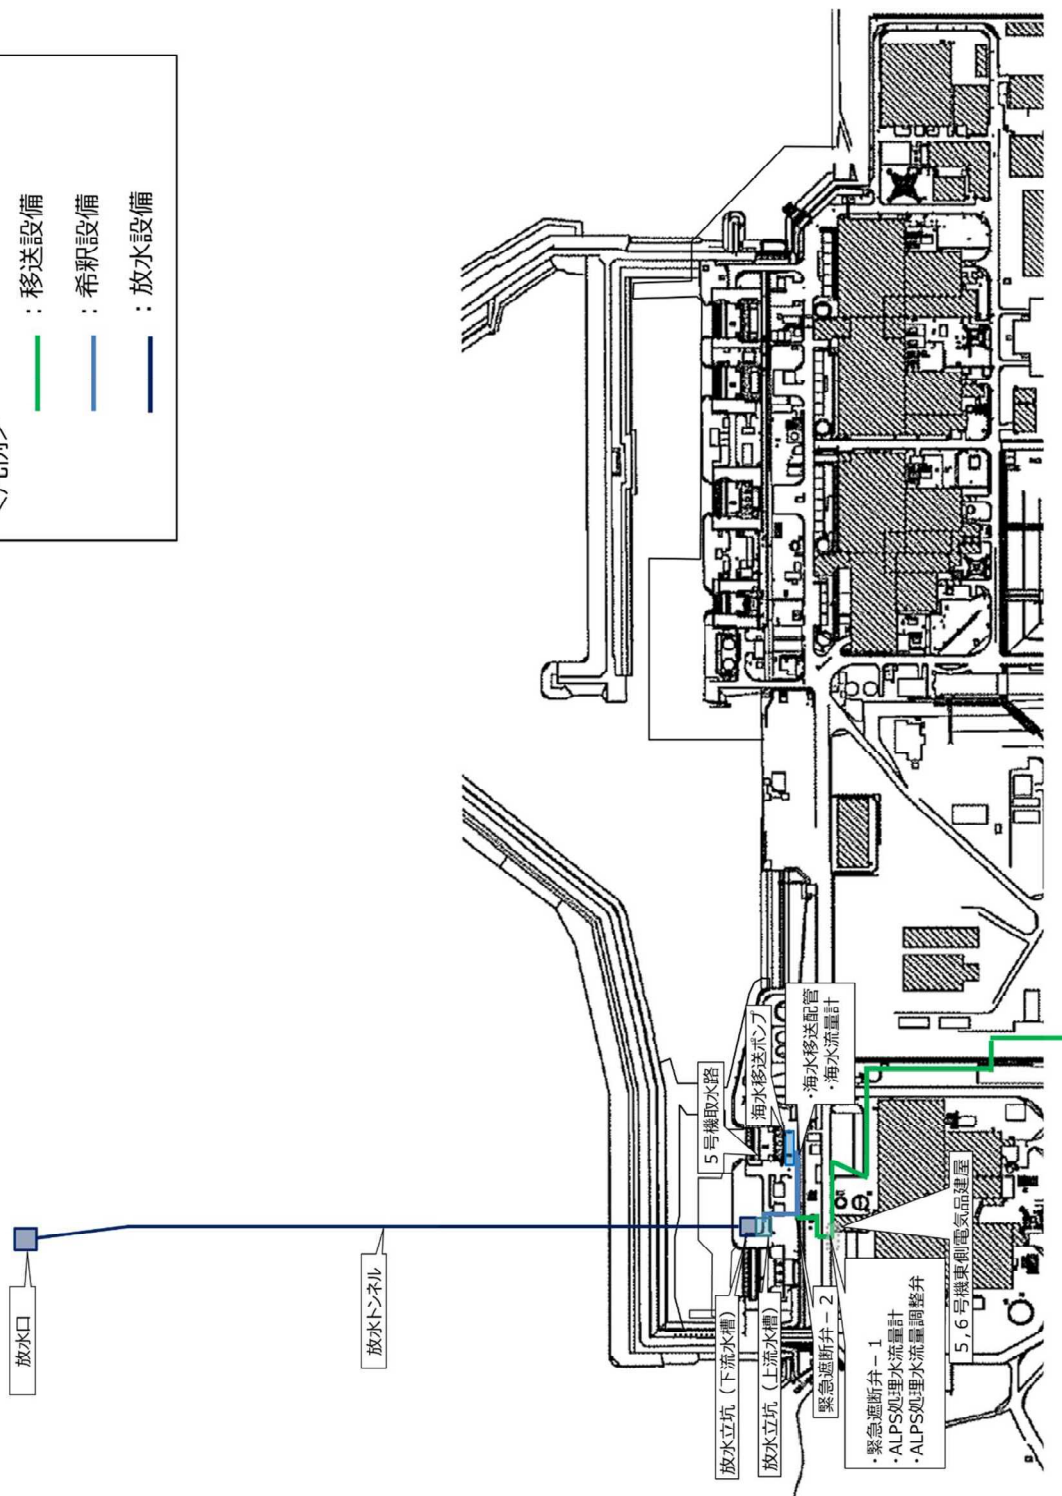 ：移送設備
：希釈設備
：放水設備
放水口
放水トンネル
5号機取水路
海水移送ポンプ
・海水移送配管
・海水流量計
放水立坑（下流水槽）
放水立坑（上流水槽）
緊急遮断弁－2
・緊急遮断弁－1
・ALPS処理水流量計
・ALPS処理水流量調整弁
5,6号機東側電気品建屋